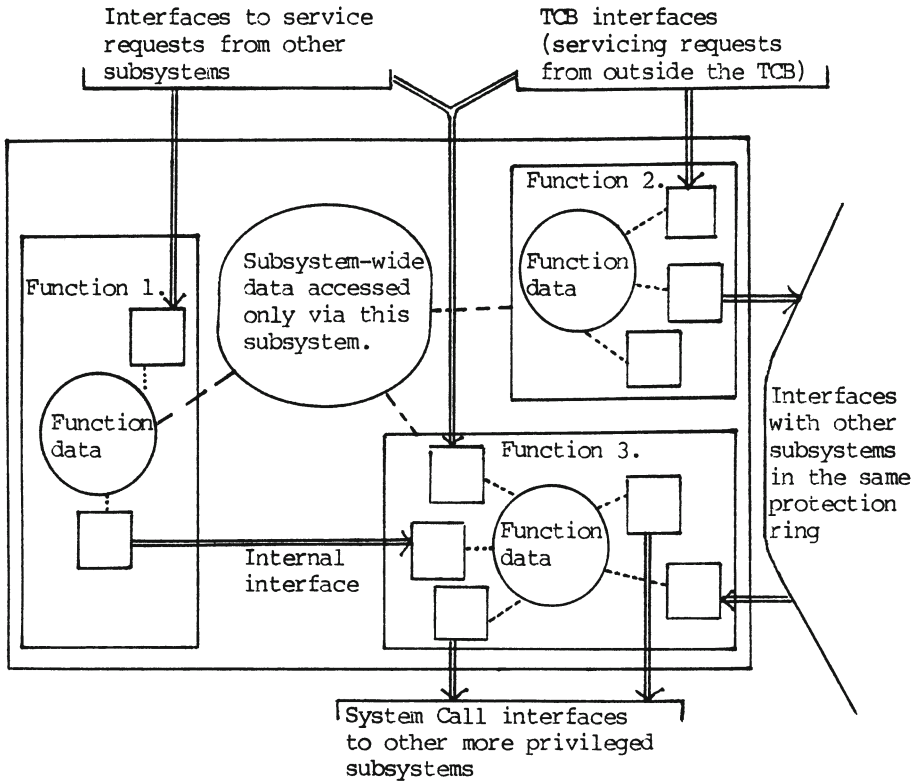 Interfaces to service
requests from other
subsystems
TCB interfaces
(servicing requests
from outside the TCB)
Function 2.
Function
data
Subsystem-wide
data accessed
only via this
subsystem.
Function 1.
Function
data
Interfaces
with other
subsystems
in the same
protection
ring
Function 3.
Function
data
Internal
interface
System Call interfaces
to other more privileged
subsystems